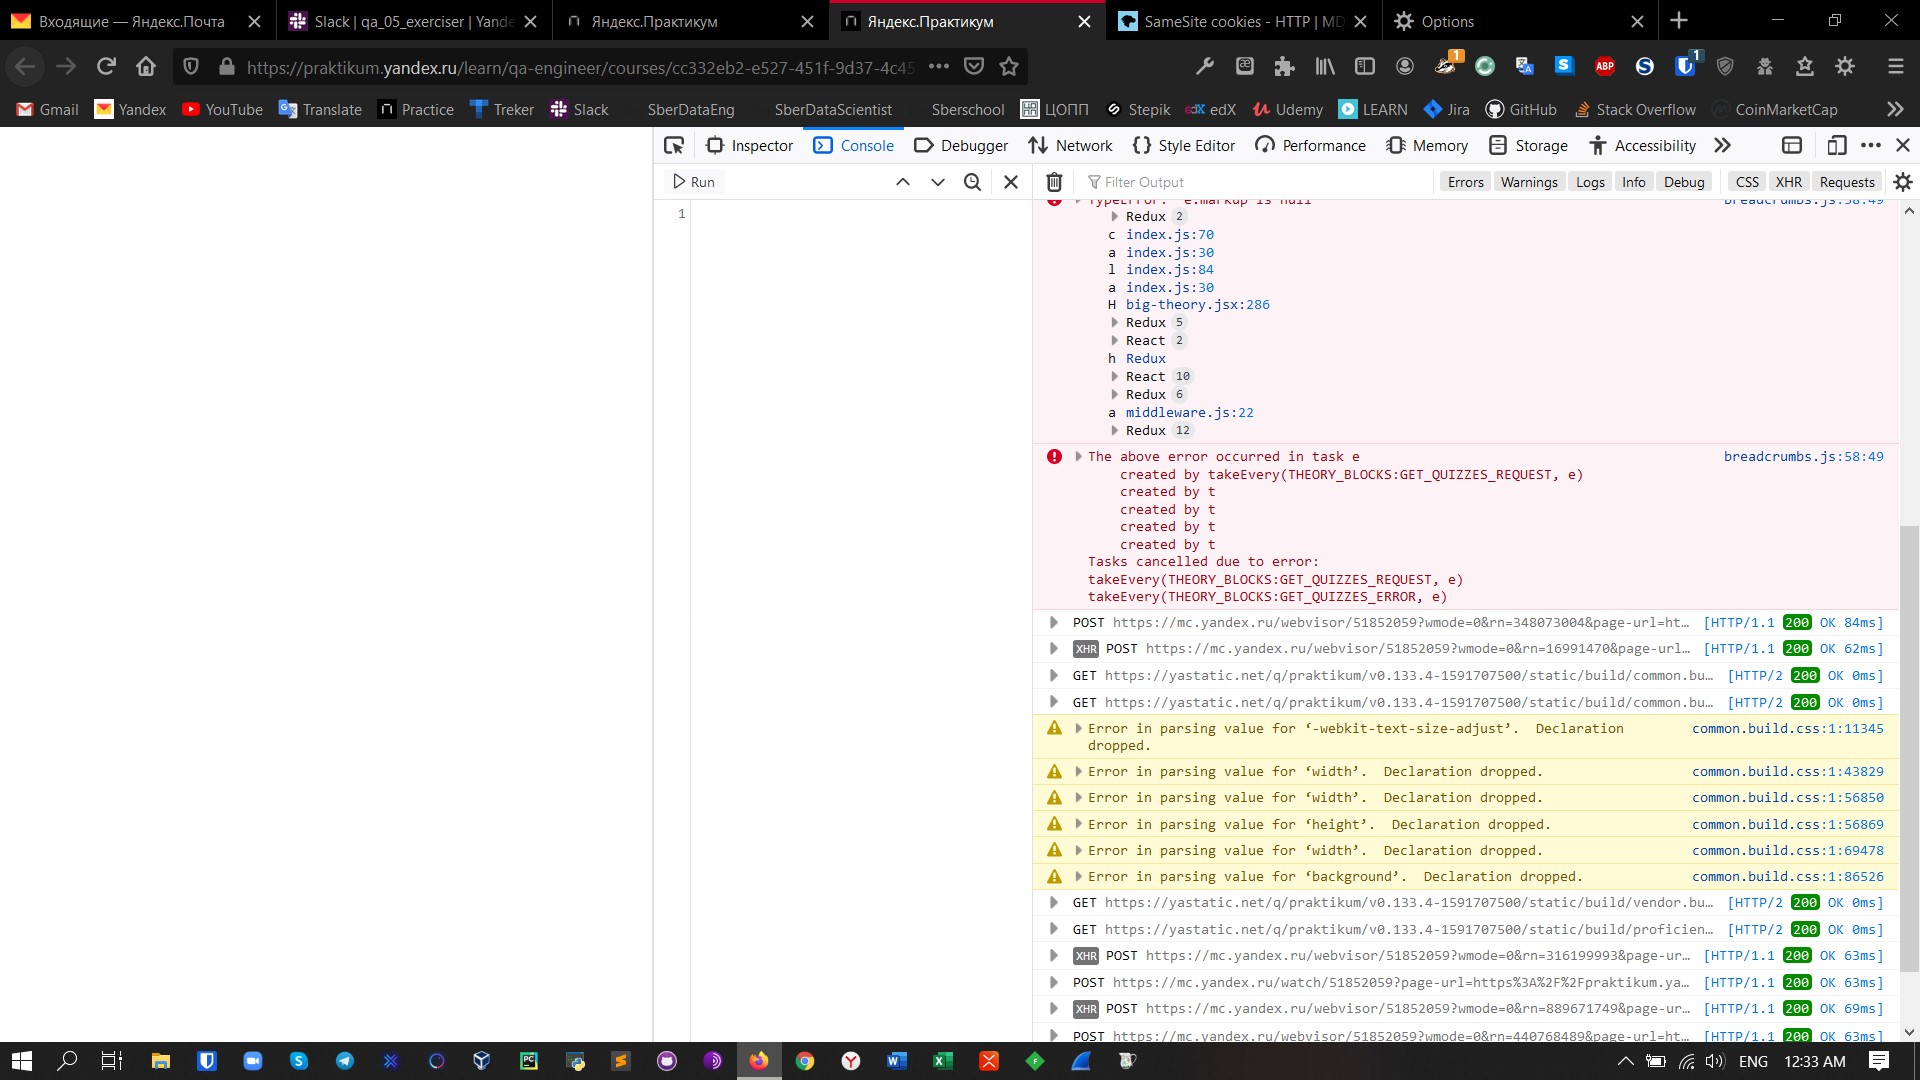 Входящие — Яндекс.Почта
Slack | qa_05_exerciser | Yande
Яндекс.Практикум
Яндекс.Практикум
SameSite cookies - HTTP | MD
Options
https://praktikum.yandex.ru/learn/qa-engineer/courses/cc332eb2-e527-451f-9d37-4c45
1
ABP
1
Gmail
Yandex
YouTube
Translate
Practice
Treker
Slack
SberDataEng
SberDataScientist
Sberschool
ЦОПП
Stepik
edX
Udemy
LEARN
Jira
GitHub
Stack Overflow
CoinMarketCap
Inspector
Console
Debugger
Network
Style Editor
Performance
Memory
Storage
Accessibility
Run
Filter Output
Errors
Warnings
Logs
Info
Debug
CSS
XHR
Requests
1
TypeError: "e.markup is null" breadcrumbs.js:58:49
Redux 2
c index.js:70
a index.js:30
l index.js:84
a index.js:30
H big-theory.jsx:286
Redux 5
React 2
h Redux
React 10
Redux 6
a middleware.js:22
Redux 12
The above error occurred in task e breadcrumbs.js:58:49
created by takeEvery(THEORY_BLOCKS:GET_QUIZZES_REQUEST, e)
created by t
created by t
created by t
created by t
Tasks cancelled due to error:
takeEvery(THEORY_BLOCKS:GET_QUIZZES_REQUEST, e)
takeEvery(THEORY_BLOCKS:GET_QUIZZES_ERROR, e)
POST https://mc.yandex.ru/webvisor/51852059?wmode=0&rn=348073004&page-url=ht… [HTTP/1.1 200 OK 84ms]
XHR POST https://mc.yandex.ru/webvisor/51852059?wmode=0&rn=16991470&page-url… [HTTP/1.1 200 OK 62ms]
GET https://yastatic.net/q/praktikum/v0.133.4-1591707500/static/build/common.bu… [HTTP/2 200 OK 0ms]
GET https://yastatic.net/q/praktikum/v0.133.4-1591707500/static/build/common.bu… [HTTP/2 200 OK 0ms]
Error in parsing value for ‘-webkit-text-size-adjust’. Declaration common.build.css:1:11345
dropped.
Error in parsing value for ‘width’. Declaration dropped. common.build.css:1:43829
Error in parsing value for ‘width’. Declaration dropped. common.build.css:1:56850
Error in parsing value for ‘height’. Declaration dropped. common.build.css:1:56869
Error in parsing value for ‘width’. Declaration dropped. common.build.css:1:69478
Error in parsing value for ‘background’. Declaration dropped. common.build.css:1:86526
GET https://yastatic.net/q/praktikum/v0.133.4-1591707500/static/build/vendor.bu… [HTTP/2 200 OK 0ms]
GET https://yastatic.net/q/praktikum/v0.133.4-1591707500/static/build/proficien… [HTTP/2 200 OK 0ms]
XHR POST https://mc.yandex.ru/webvisor/51852059?wmode=0&rn=316199993&page-ur… [HTTP/1.1 200 OK 63ms]
POST https://mc.yandex.ru/watch/51852059?page-url=https%3A%2F%2Fpraktikum.ya… [HTTP/1.1 200 OK 63ms]
XHR POST https://mc.yandex.ru/webvisor/51852059?wmode=0&rn=889671749&page-ur… [HTTP/1.1 200 OK 69ms]
POST https://mc.yandex.ru/webvisor/51852059?wmode=0&rn=440768489&page-url=ht… [HTTP/1.1 200 OK 63ms]
ENG
12:33 AM